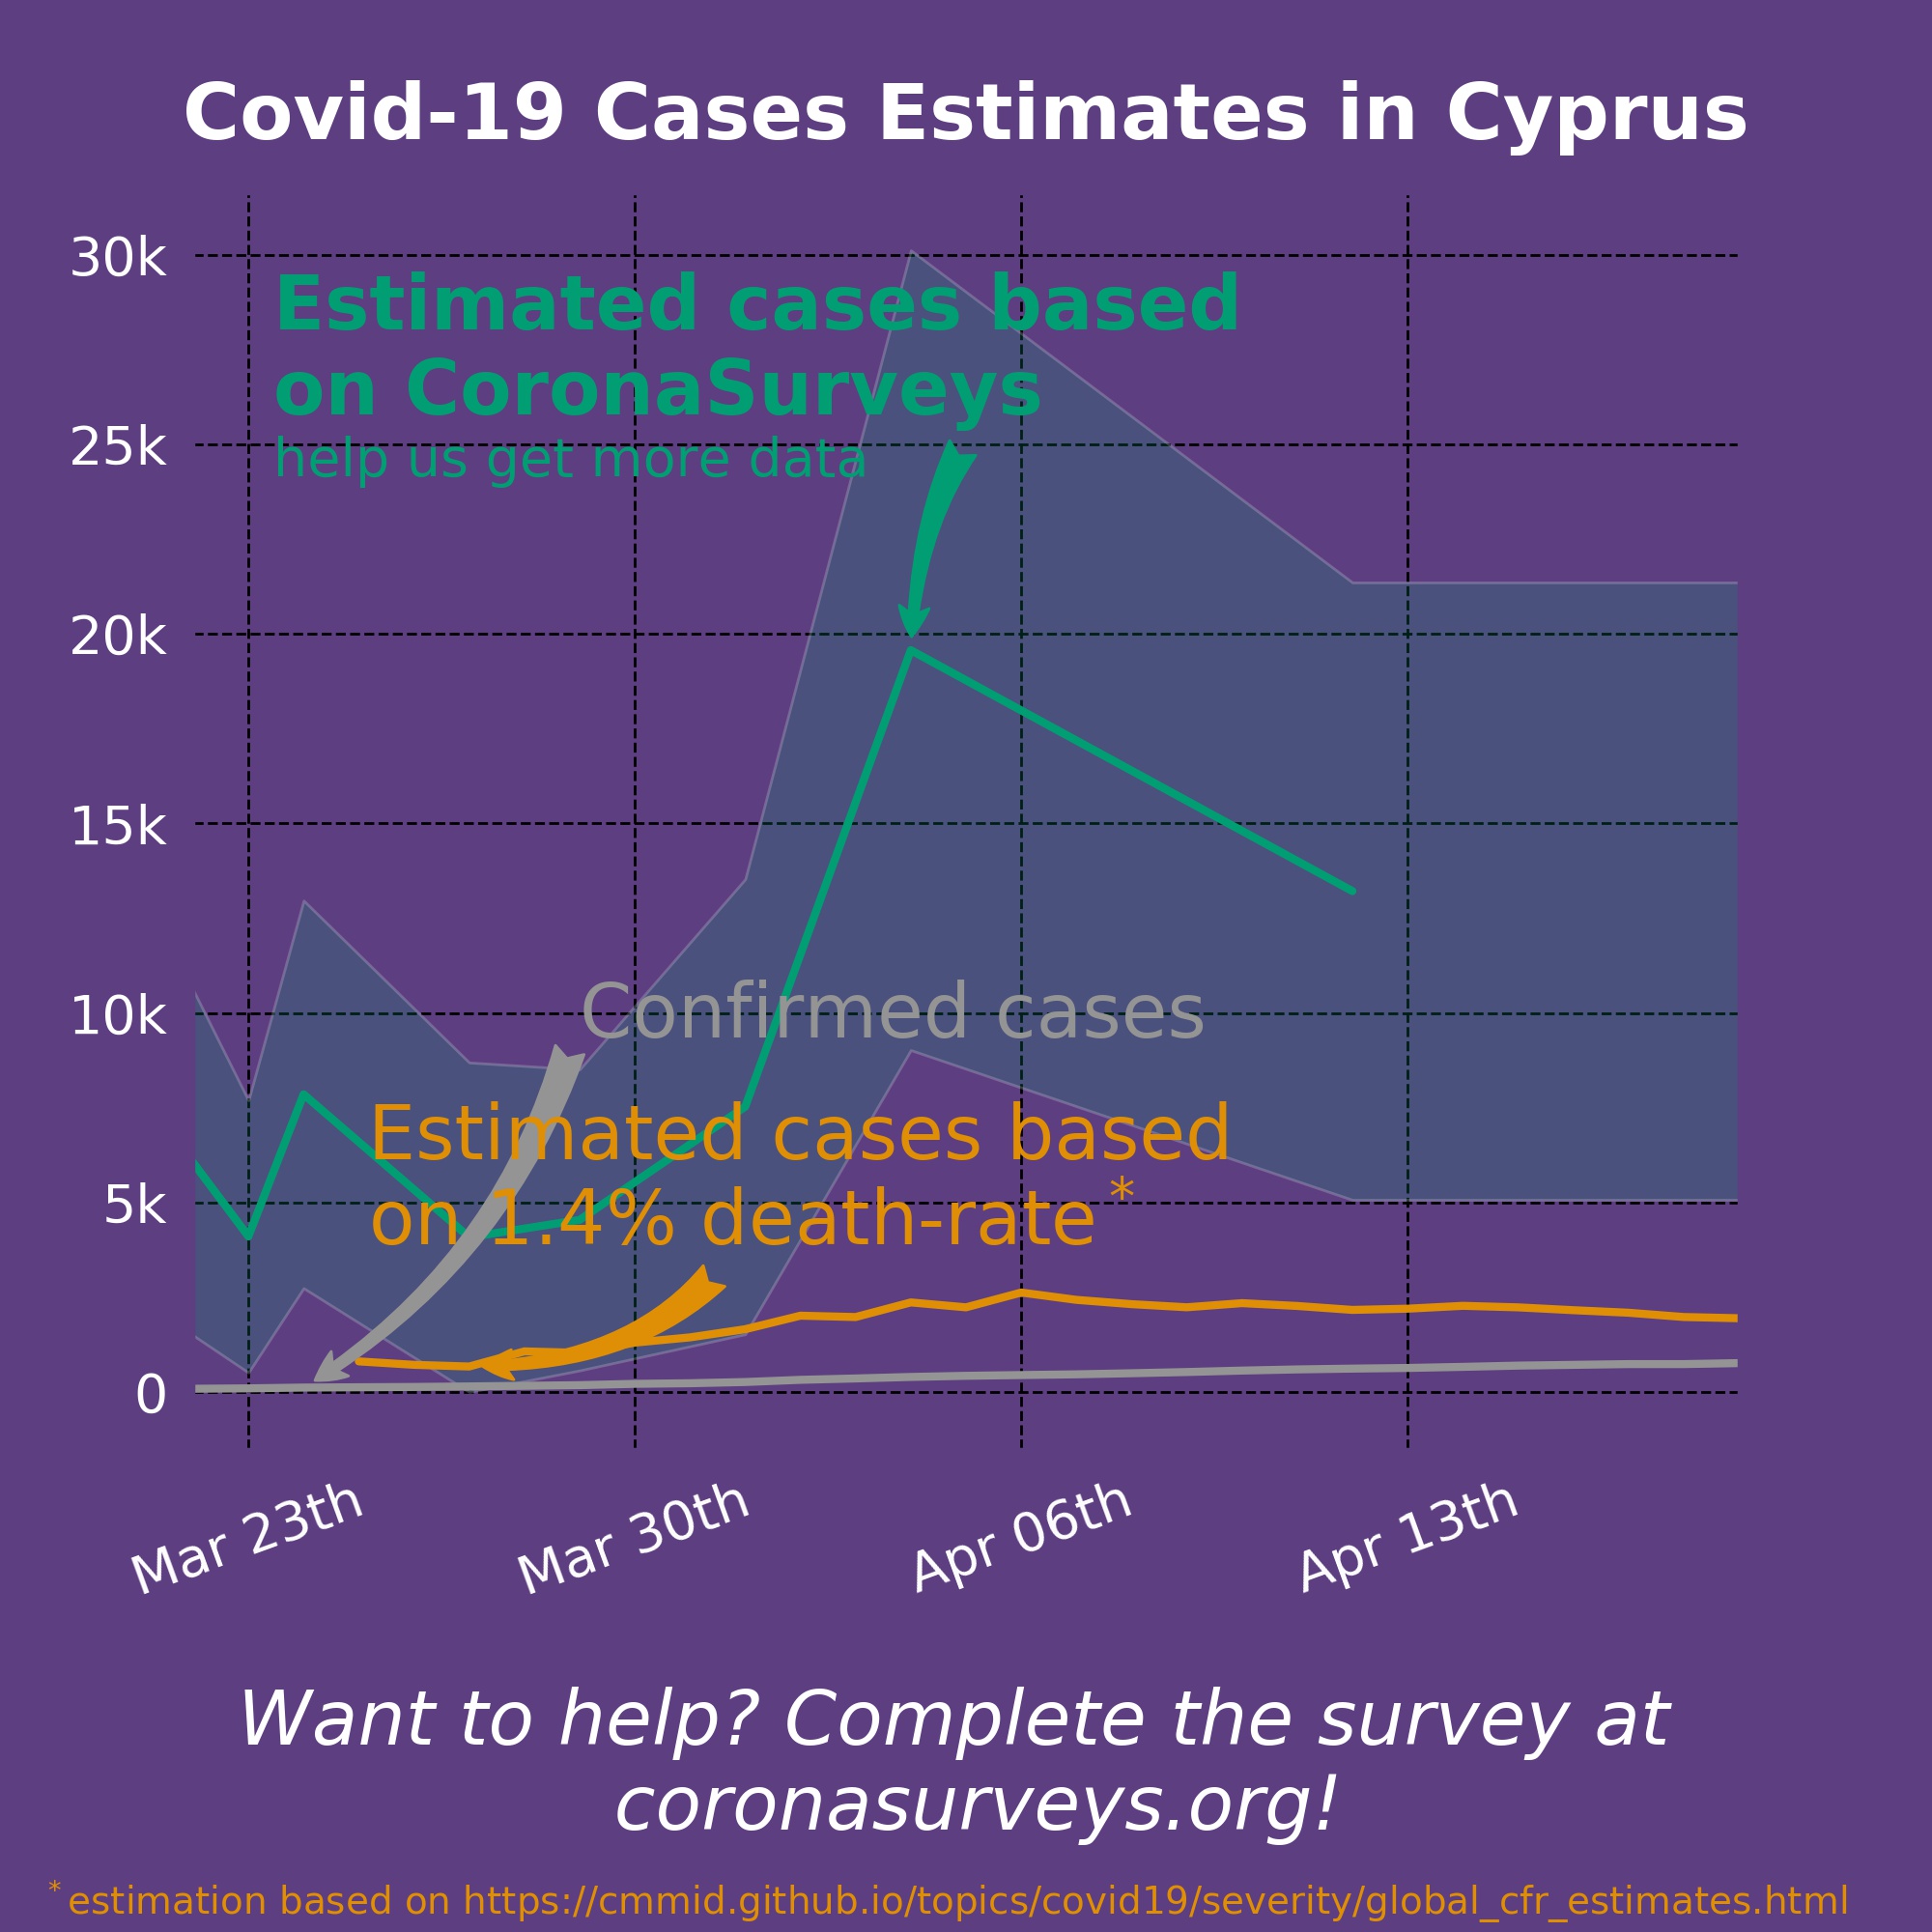 Covid-19 Cases Estimates in Cyprus
30k
Estimated cases based
on CoronaSurveys
25k
help us get more data
20k
15k
10k
Confirmed cases
Estimated cases based
5k
on 1.4% death-rate*
0
Mar 23th
Mar 30th
Apr 06th
Apr 13th
Want to help? Complete the survey at
coronasurveys.org!
*estimation based on https://cmmid.github.io/topics/covid19/severity/global_cfr_estimates.html